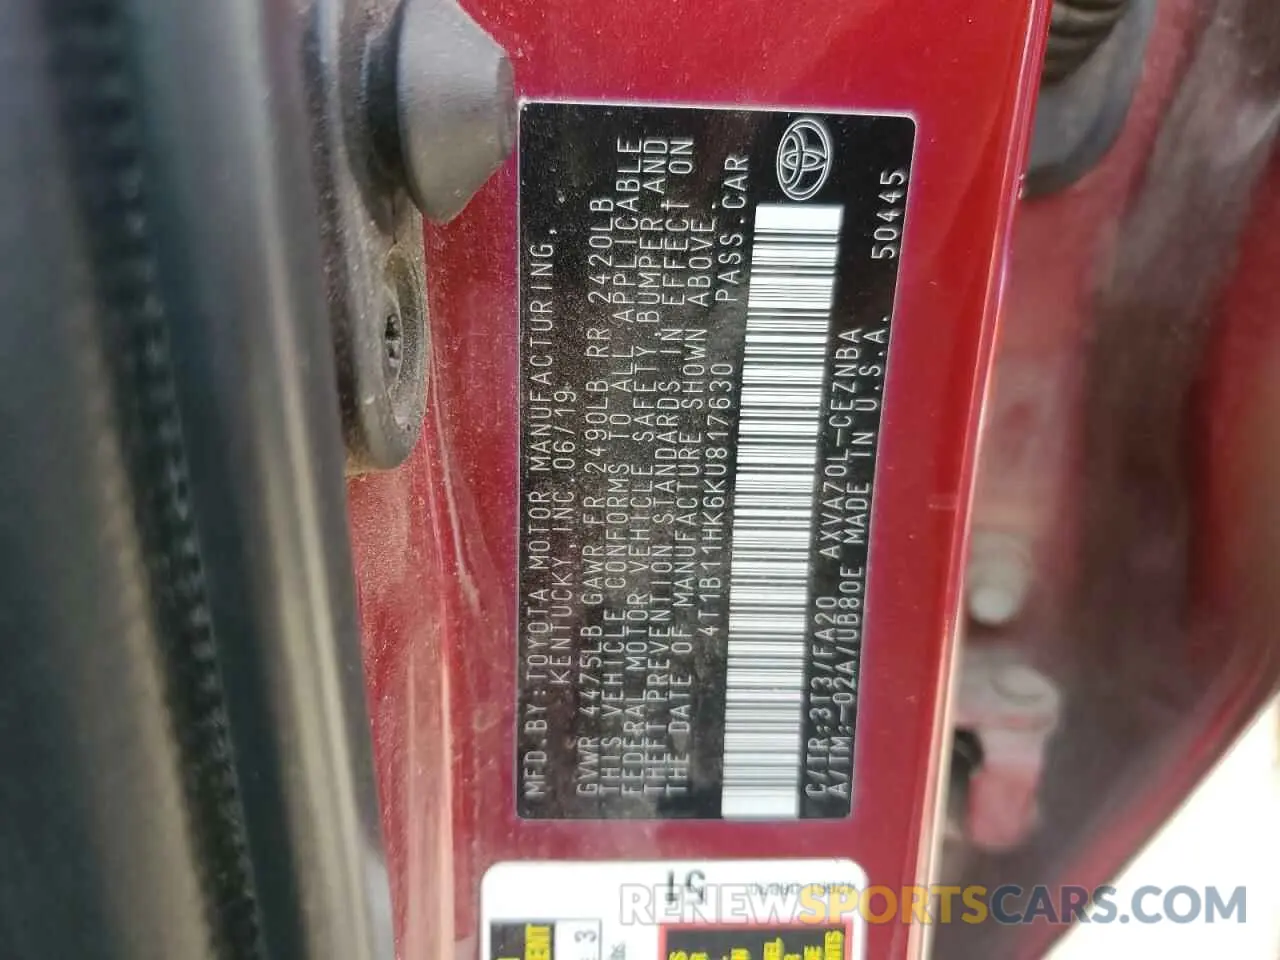 MFD.BY:TOYOTA MOTOR MANUFACTURING,
KENTUCKY,INC.06/19
GVWR 4475LB GAWR FR 2490LB RR 2420LB
THIS VEHICLE CONFORMS TO ALL APPLICABLE
FEDERAL MOTOR VEHICLE SAFETY,BUMPER AND
THEFT PREVENTION STANDARDS IN EFFECT ON
THE DATE OF MANUFACTURE SHOWN ABOVE.
4T1B11HK6KU817630 PASS.CAR
C/TR:3T3/FA20 AXVA70L-CEZNBA
A/TM:-02A/UB80E MADE IN U.S.A.
50445
51
3
RENEWSPORTSCARS.COM